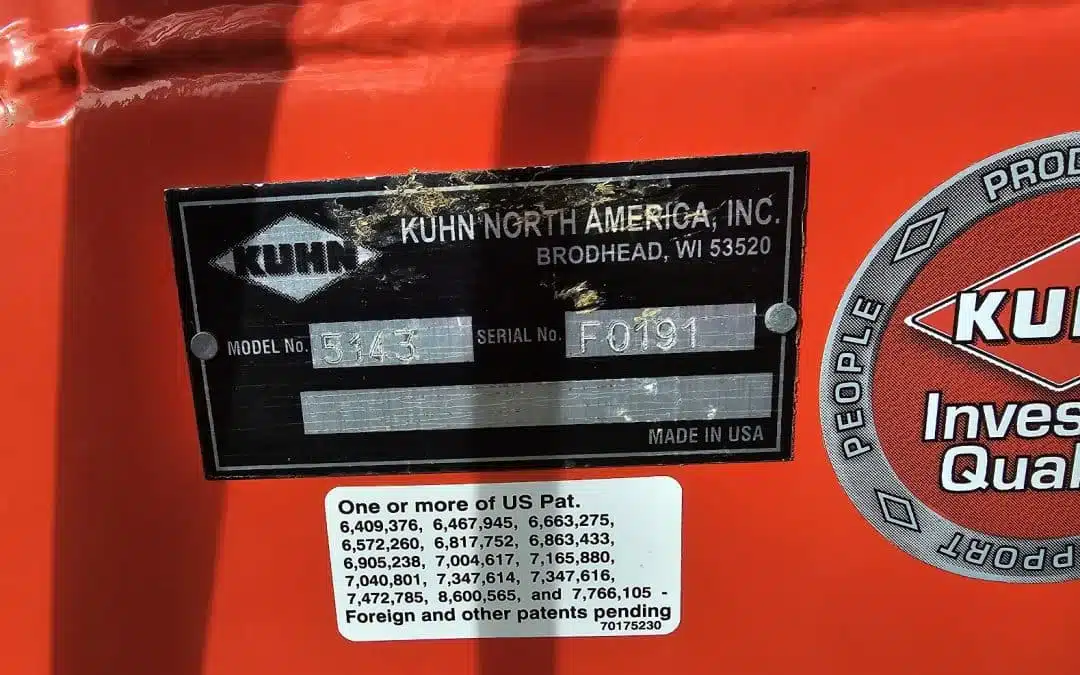 KUHN
KUHN NORTH AMERICA, INC.
BRODHEAD, WI 53520
MODEL No. 5143 SERIAL No. F0191
MADE IN USA
One or more of US Pat.
6,409,376, 6,467,945, 6,663,275,
6,572,260, 6,817,752, 6,863,433,
6,905,238, 7,004,617, 7,165,880,
7,040,801, 7,347,614, 7,347,616,
7,472,785, 8,600,565, and 7,766,105 -
Foreign and other patents pending
70175230
PEOPLE
PROD
KU
Inves
Qual
PPORT